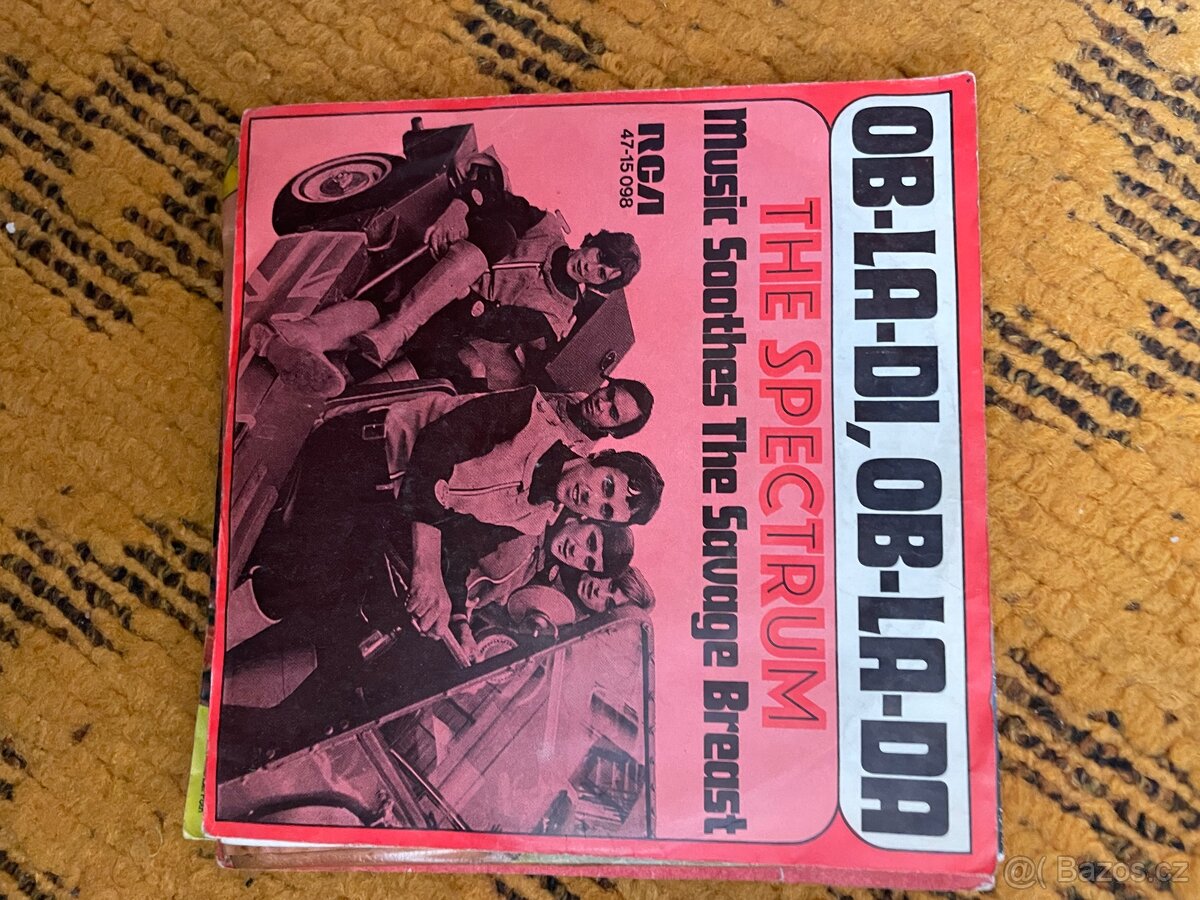 OB-LA-DI, OB-LA-DA
THE SPECTRUM
Music Soothes The Savage Breast
RCA
47-15 098
@( Bazos.cz